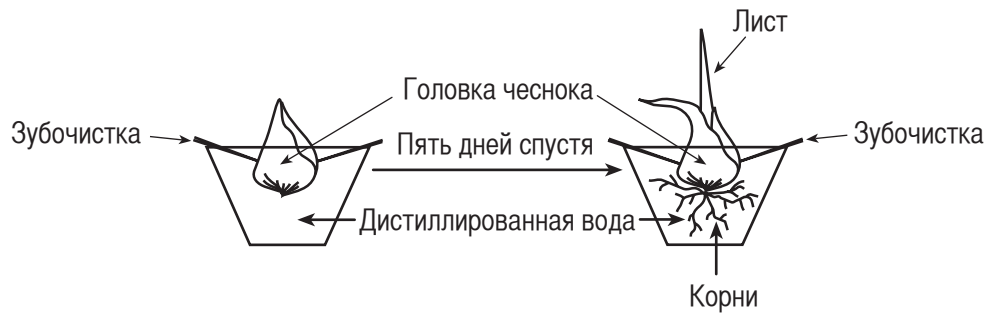 Лист
Головка чеснока
Зубочистка
Пять дней спустя
Зубочистка
Дистиллированная вода
Корни